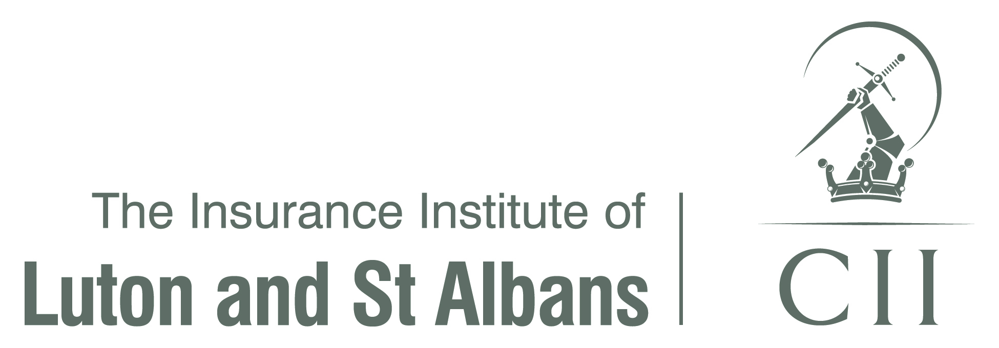 The Insurance Institute of
Luton and St Albans
CII